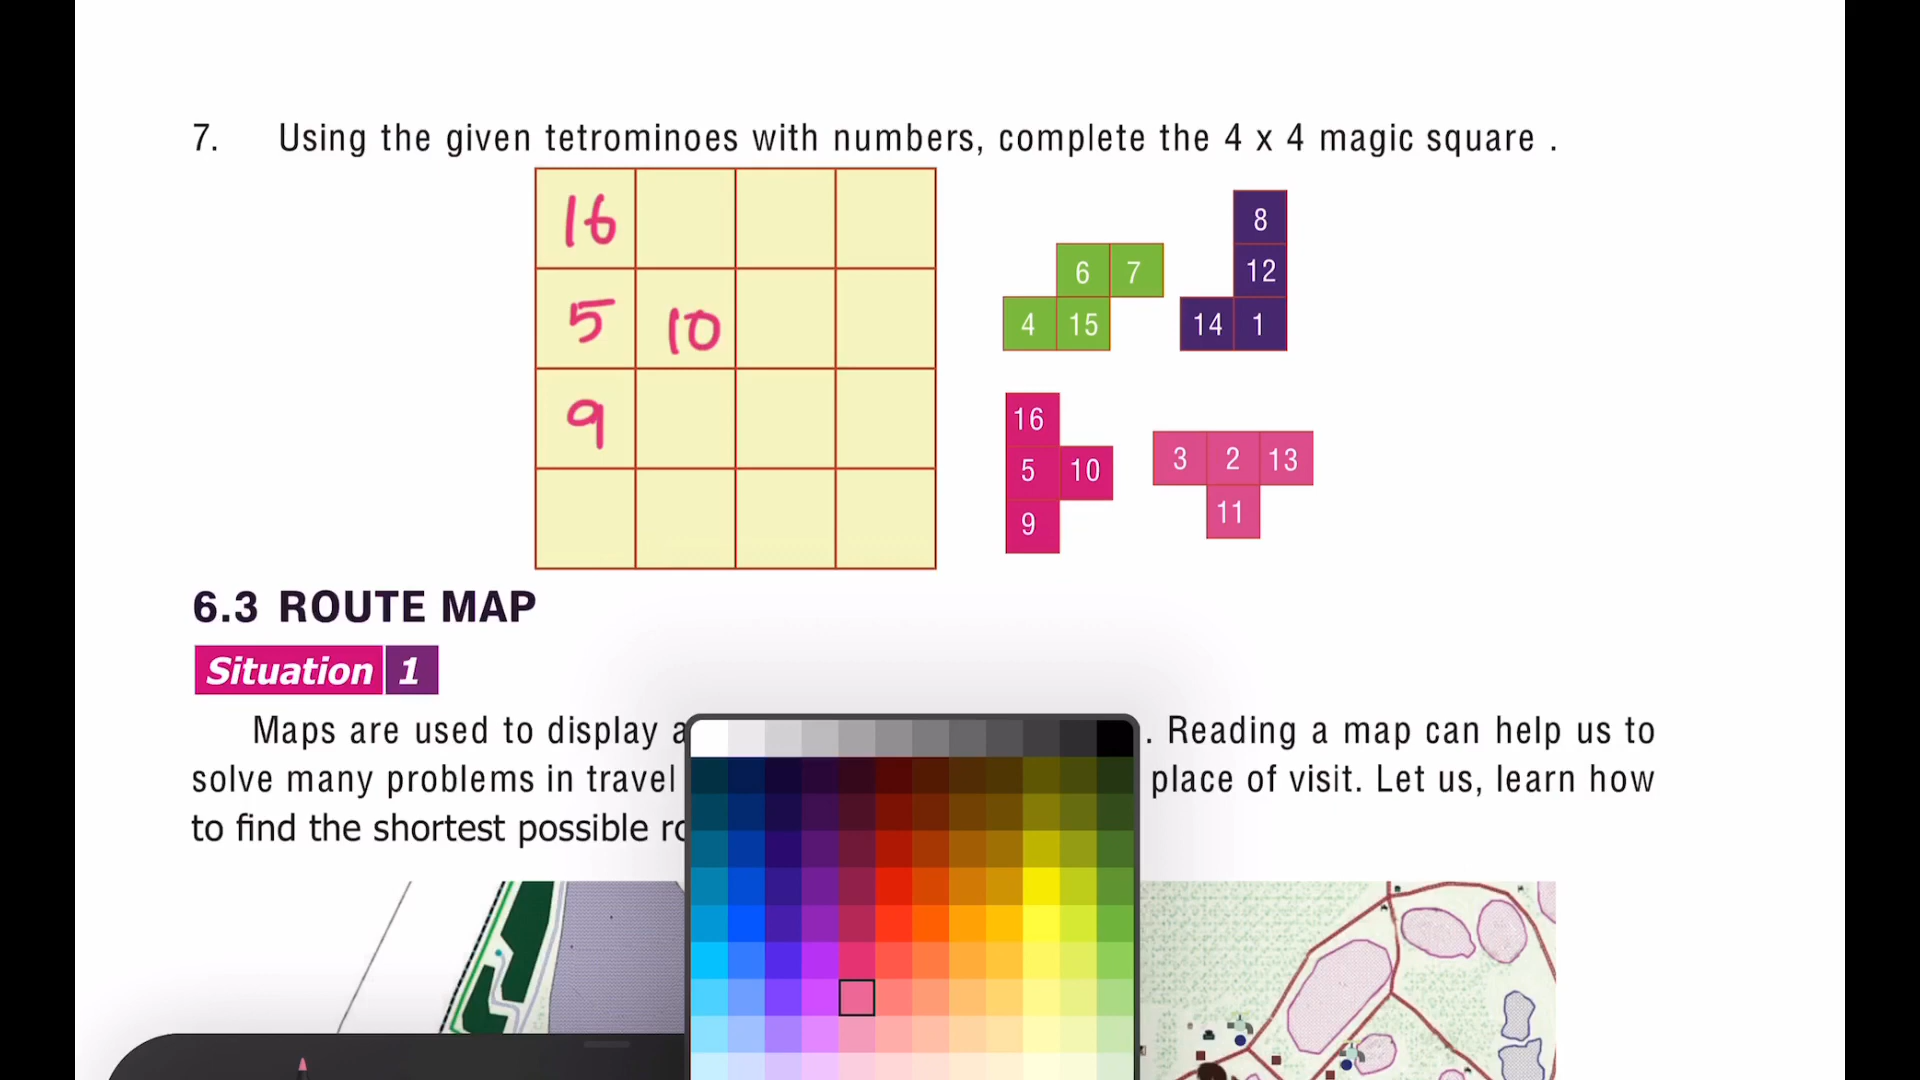 7. Using the given tetrominoes with numbers, complete the 4 x 4 magic square .
16
5 10
9
6 7
4 15
8
12
14 1
16
5 10
9
3 2 13
11
6.3 ROUTE MAP
Situation 1
Maps are used to display a . Reading a map can help us to
solve many problems in travel place of visit. Let us, learn how
to find the shortest possible